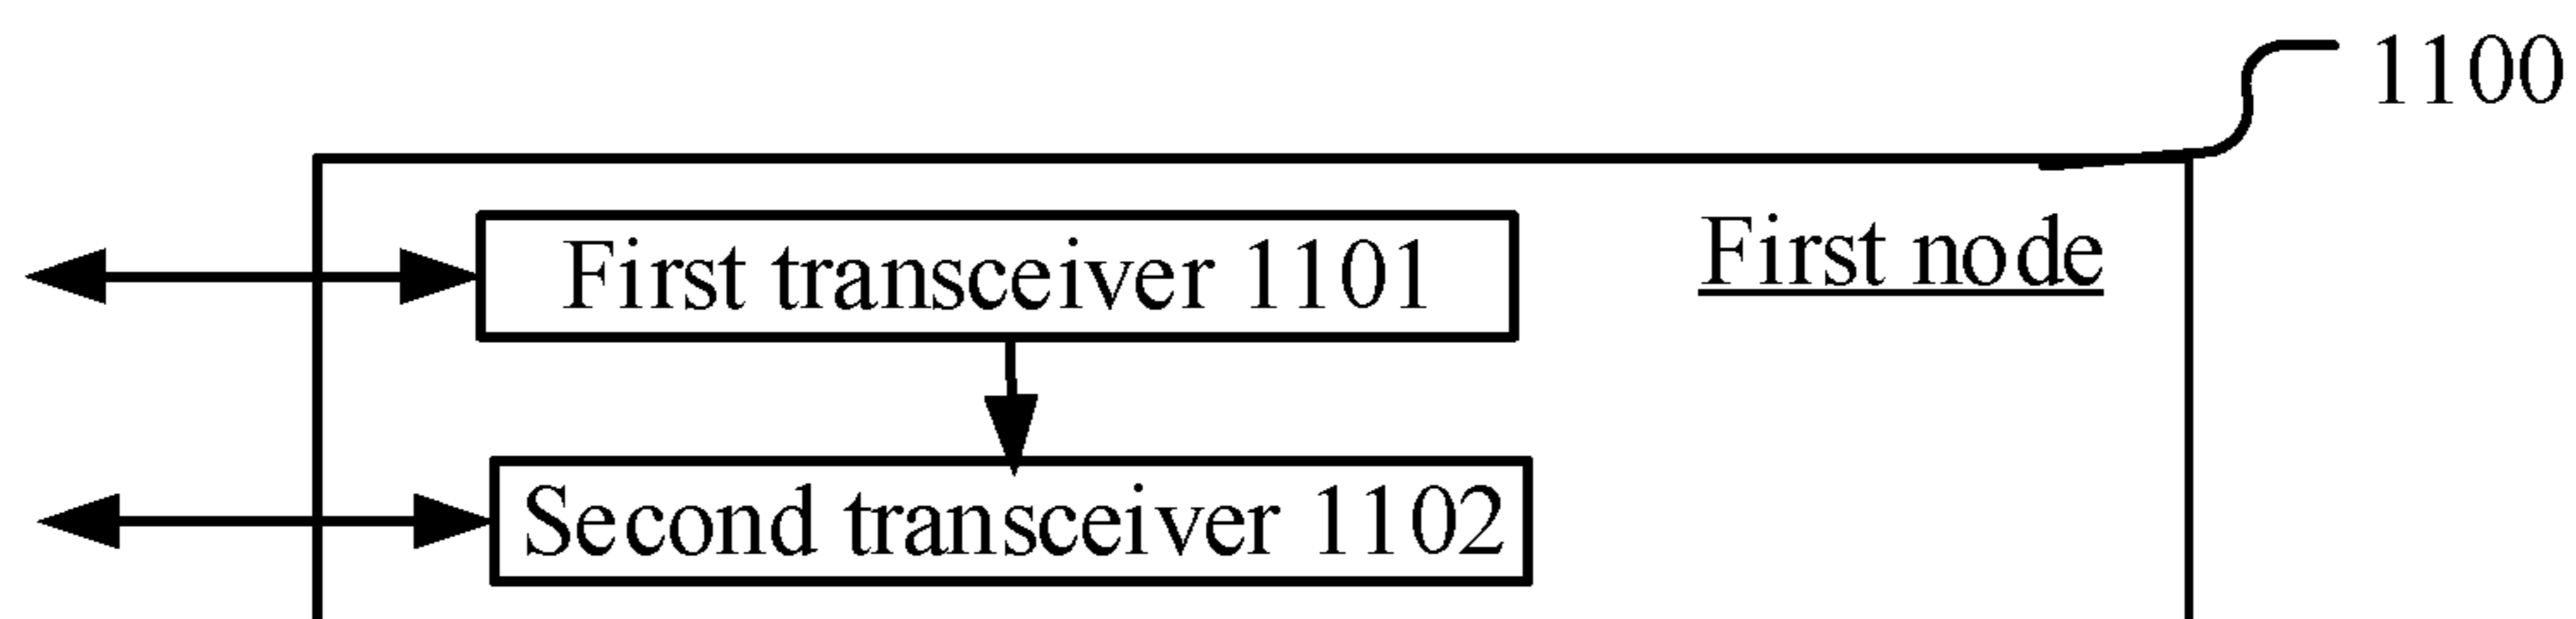 1100
First node
First transceiver 1101
Second transceiver 1102